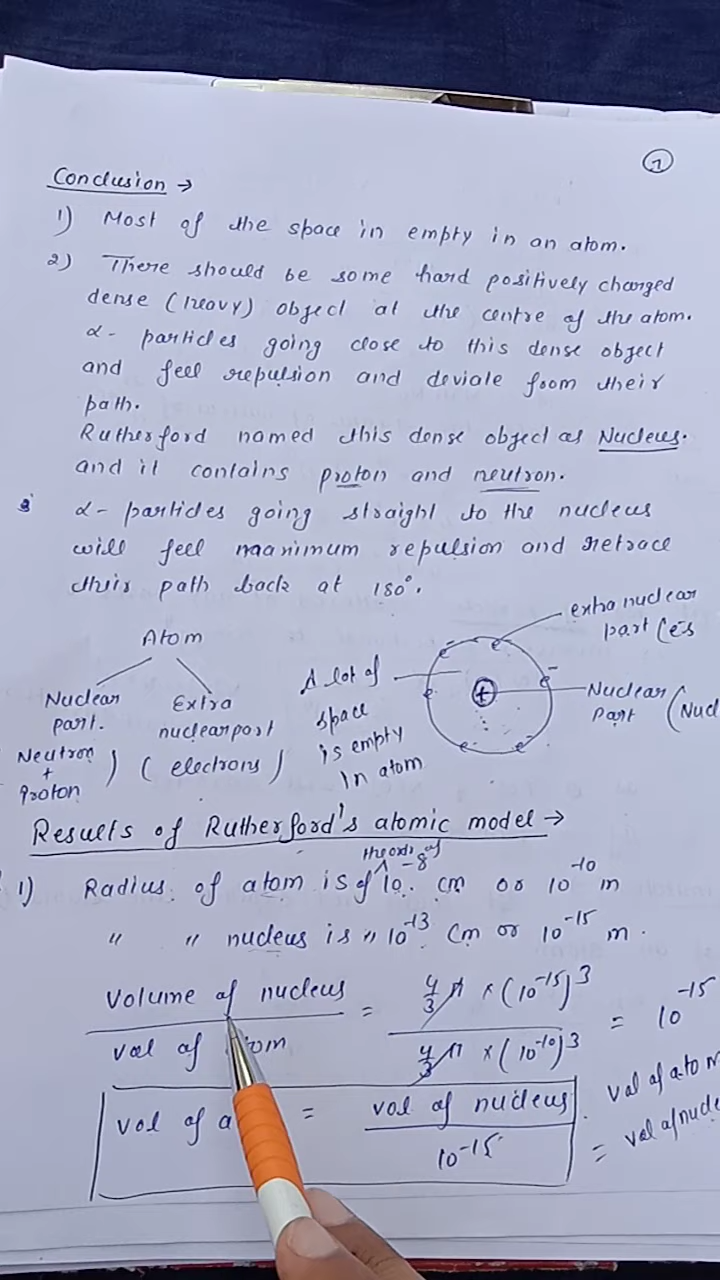 7
Conclusion →
1) Most of the space in empty in an atom.
2) There should be some hard positively charged
dense (heavy) object at the centre of the atom.
α- particles going close to this dense object
and feel repulsion and deviate from their
path.
Rutherford named this dense object as Nucleus.
and it contains proton and neutron.
3 α- particles going straight to the nucleus
will feel maximum repulsion and retrace
their path back at 180°.
Atom
Nuclear part. Extra nuclear part
(Neutron + Proton) (electrons)
A lot of space is empty in atom
extra nuclear part (es
e⁻ e⁻ e⁻ e e⁻ e⁻
+
Nuclear Part (Nucl
Results of Rutherford's atomic model →
1) Radius of atom is of the order of 10⁻⁸ cm or 10⁻¹⁰ m
" " nucleus is " 10⁻¹³ cm or 10⁻¹⁵ m.
Volume of nucleus / vol of atom = 4/3 π × (10⁻¹⁵)³ / 4/3 π × (10⁻¹⁰)³ = 10⁻¹⁵
vol of a = vol of nucleus / 10⁻¹⁵.
vol of atom
= vol of nucle